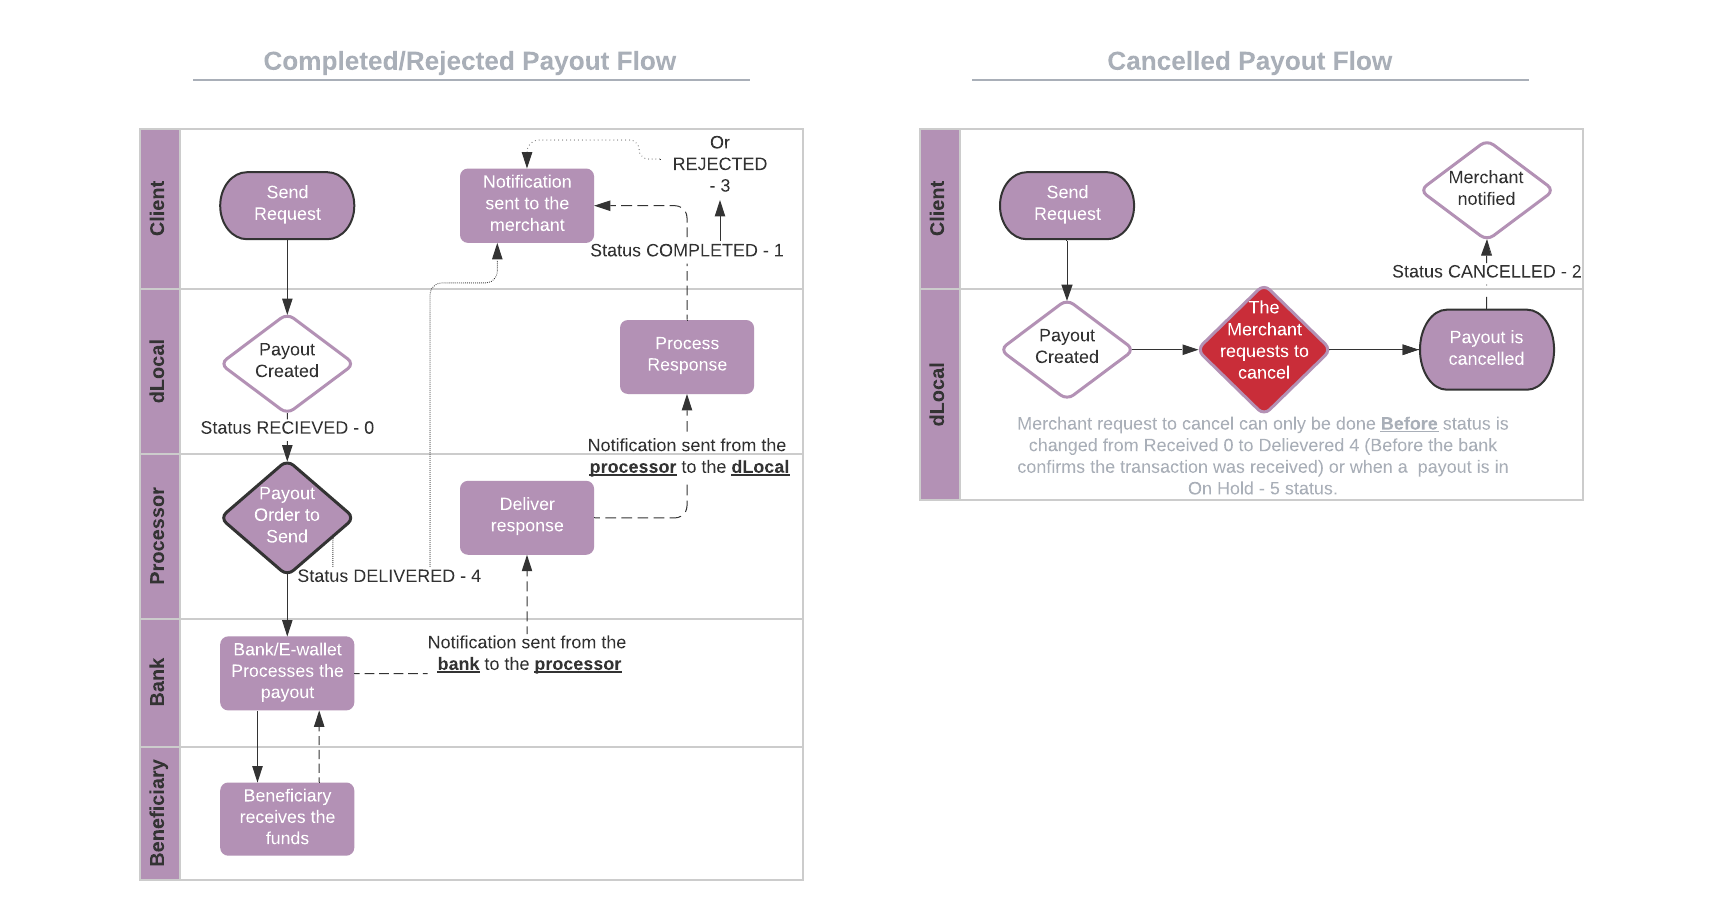 Completed/Rejected Payout Flow
Client
Send
Request
Notification
sent to the
merchant
Or
REJECTED
- 3
Status COMPLETED - 1
dLocal
Payout
Created
Process
Response
Status RECIEVED - 0
Notification sent from the
processor to the dLocal
Processor
Payout
Order to
Send
Deliver
response
Status DELIVERED - 4
Bank
Bank/E-wallet
Processes the
payout
Notification sent from the
bank to the processor
Beneficiary
Beneficiary
receives the
funds
Cancelled Payout Flow
Client
Send
Request
Merchant
notified
Status CANCELLED - 2
dLocal
Payout
Created
The
Merchant
requests to
cancel
Payout is
cancelled
Merchant request to cancel can only be done Before status is
changed from Received 0 to Delievered 4 (Before the bank
confirms the transaction was received) or when a  payout is in
On Hold - 5 status.